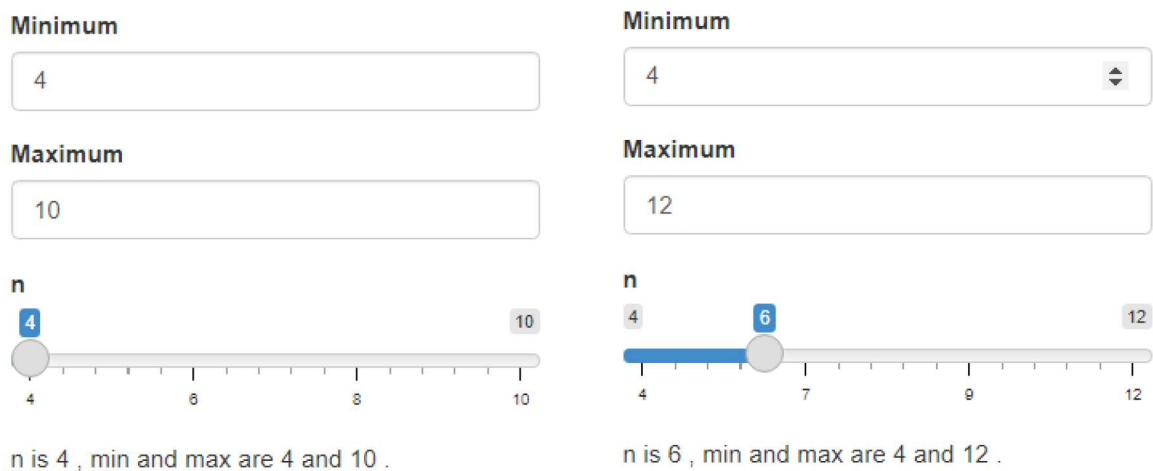 Minimum
4
Maximum
10
n
4 10
4 6 8 10
n is 4 , min and max are 4 and 10 .
Minimum
4
Maximum
12
n
4 6 12
4 7 9 12
n is 6 , min and max are 4 and 12 .